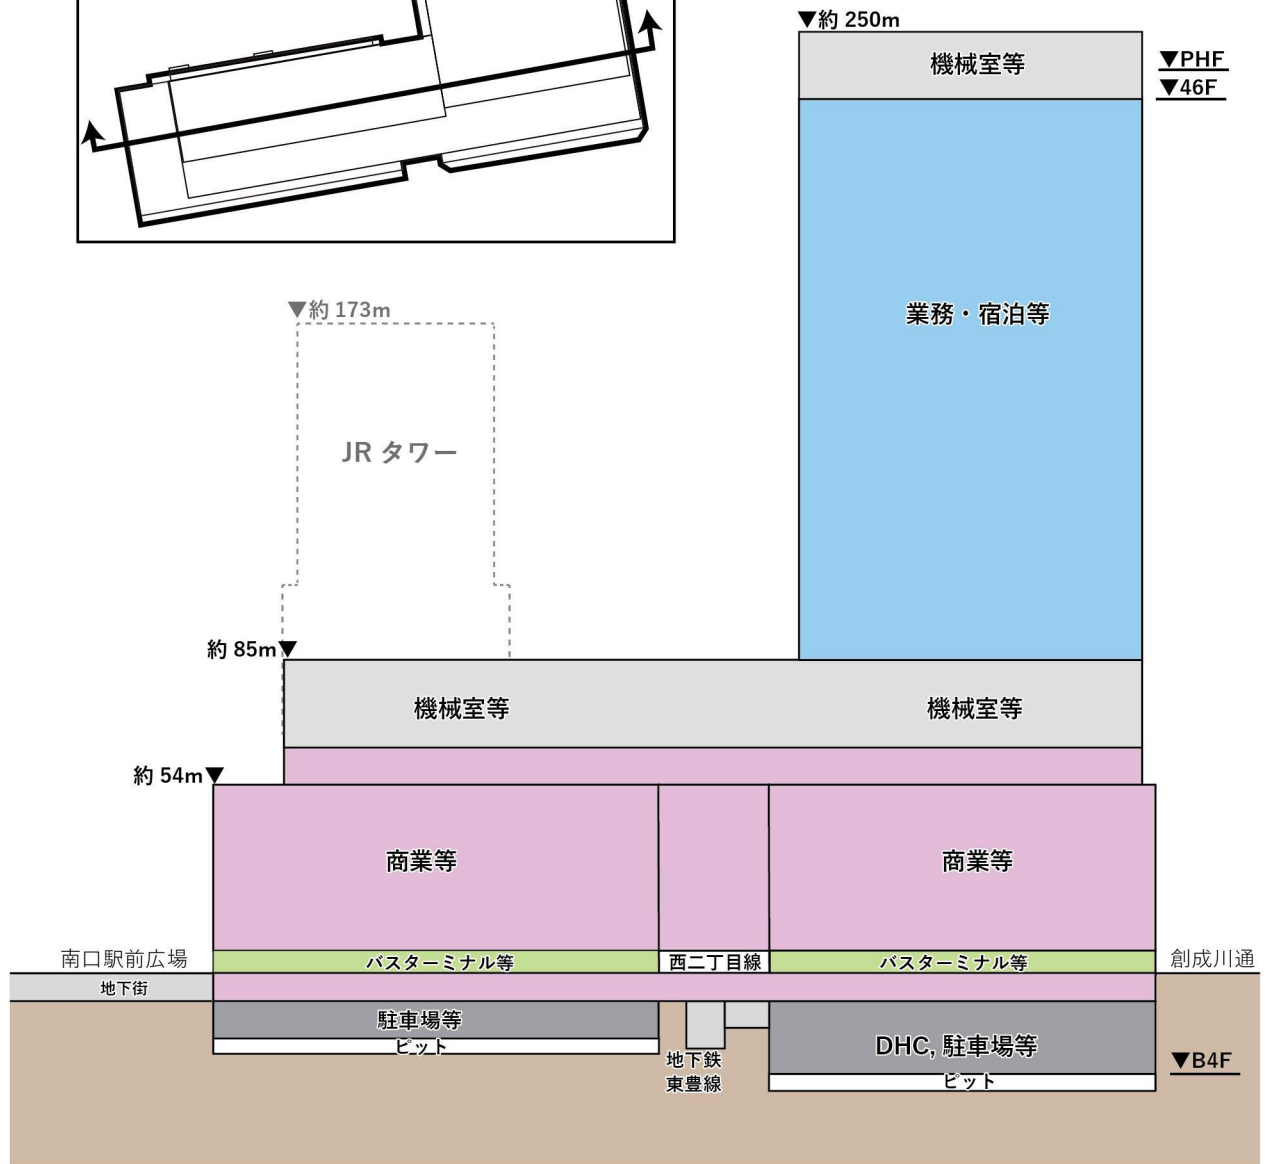 ▼約 250m
機械室等
▼PHF
▼46F
業務・宿泊等
▼約 173m
JR タワー
約 85m▼
機械室等
機械室等
約 54m▼
商業等
商業等
南口駅前広場
バスターミナル等
西二丁目線
バスターミナル等
創成川通
地下街
駐車場等
ピット
地下鉄
東豊線
DHC, 駐車場等
▼B4F
ピット